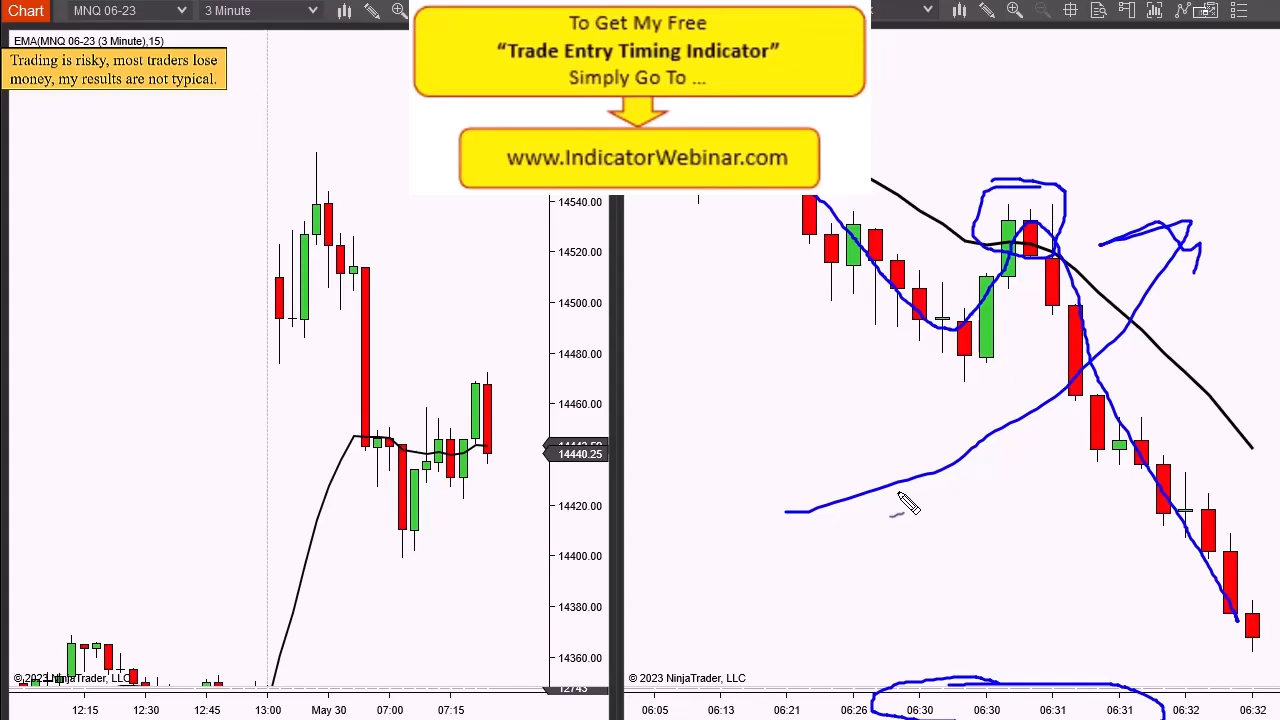 Chart
MNQ 06-23
3 Minute
EMA(MNQ 06-23 (3 Minute),15)
Trading is risky, most traders lose
money, my results are not typical.
To Get My Free
“Trade Entry Timing Indicator”
Simply Go To ...
www.IndicatorWebinar.com
14540.00
14520.00
14500.00
14480.00
14460.00
14440.25
14420.00
14400.00
14380.00
14360.00
12743
© 2023 NinjaTrader, LLC
12:15
12:30
12:45
13:00
May 30
07:00
07:15
© 2023 NinjaTrader, LLC
06:05
06:13
06:21
06:26
06:30
06:30
06:31
06:31
06:32
06:32